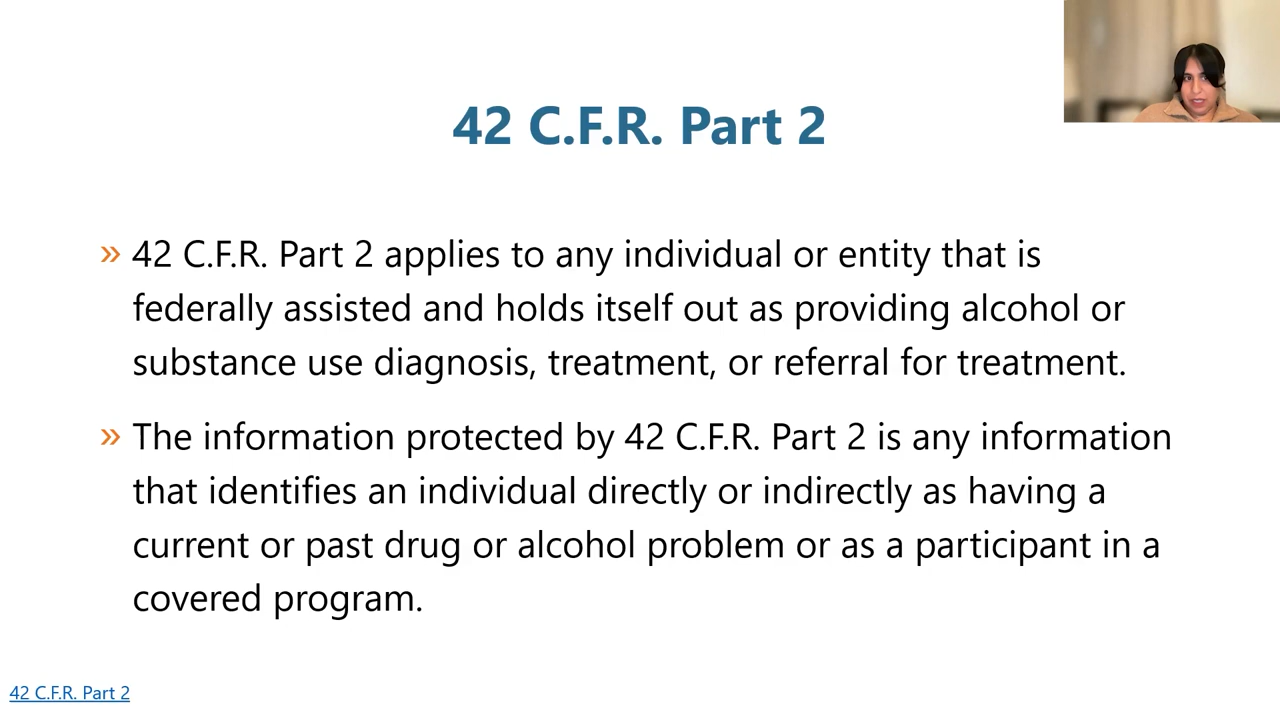 42 C.F.R. Part 2
» 42 C.F.R. Part 2 applies to any individual or entity that is
federally assisted and holds itself out as providing alcohol or
substance use diagnosis, treatment, or referral for treatment.
» The information protected by 42 C.F.R. Part 2 is any information
that identifies an individual directly or indirectly as having a
current or past drug or alcohol problem or as a participant in a
covered program.
42 C.F.R. Part 2